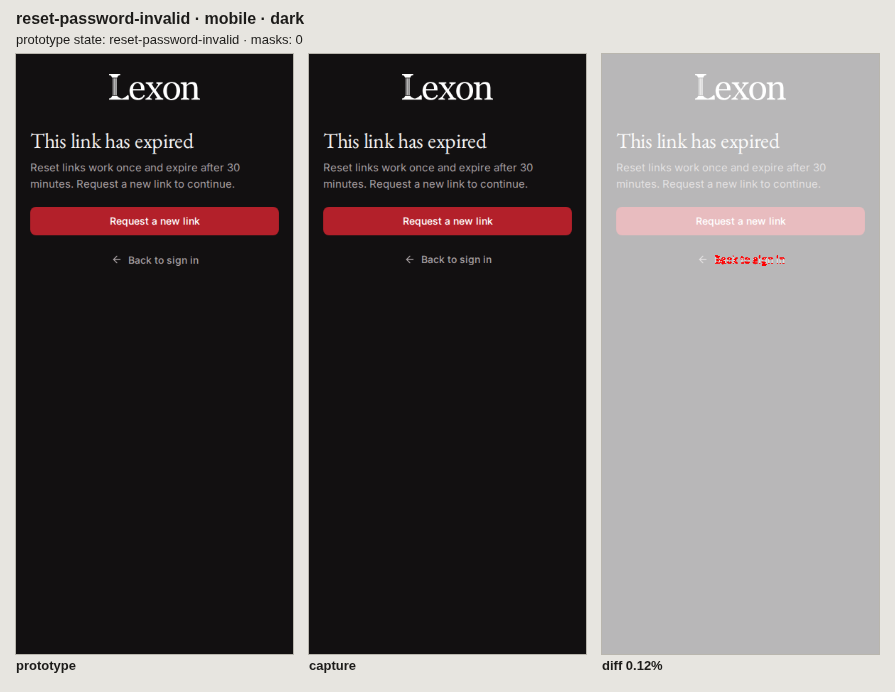 reset-password-invalid · mobile · dark
prototype state: reset-password-invalid · masks: 0
Lexon
This link has expired
Reset links work once and expire after 30
minutes. Request a new link to continue.
Request a new link
← Back to sign in
prototype
Lexon
This link has expired
Reset links work once and expire after 30
minutes. Request a new link to continue.
Request a new link
← Back to sign in
capture
Lexon
This link has expired
Reset links work once and expire after 30
minutes. Request a new link to continue.
Request a new link
← Back to sign in
diff 0.12%